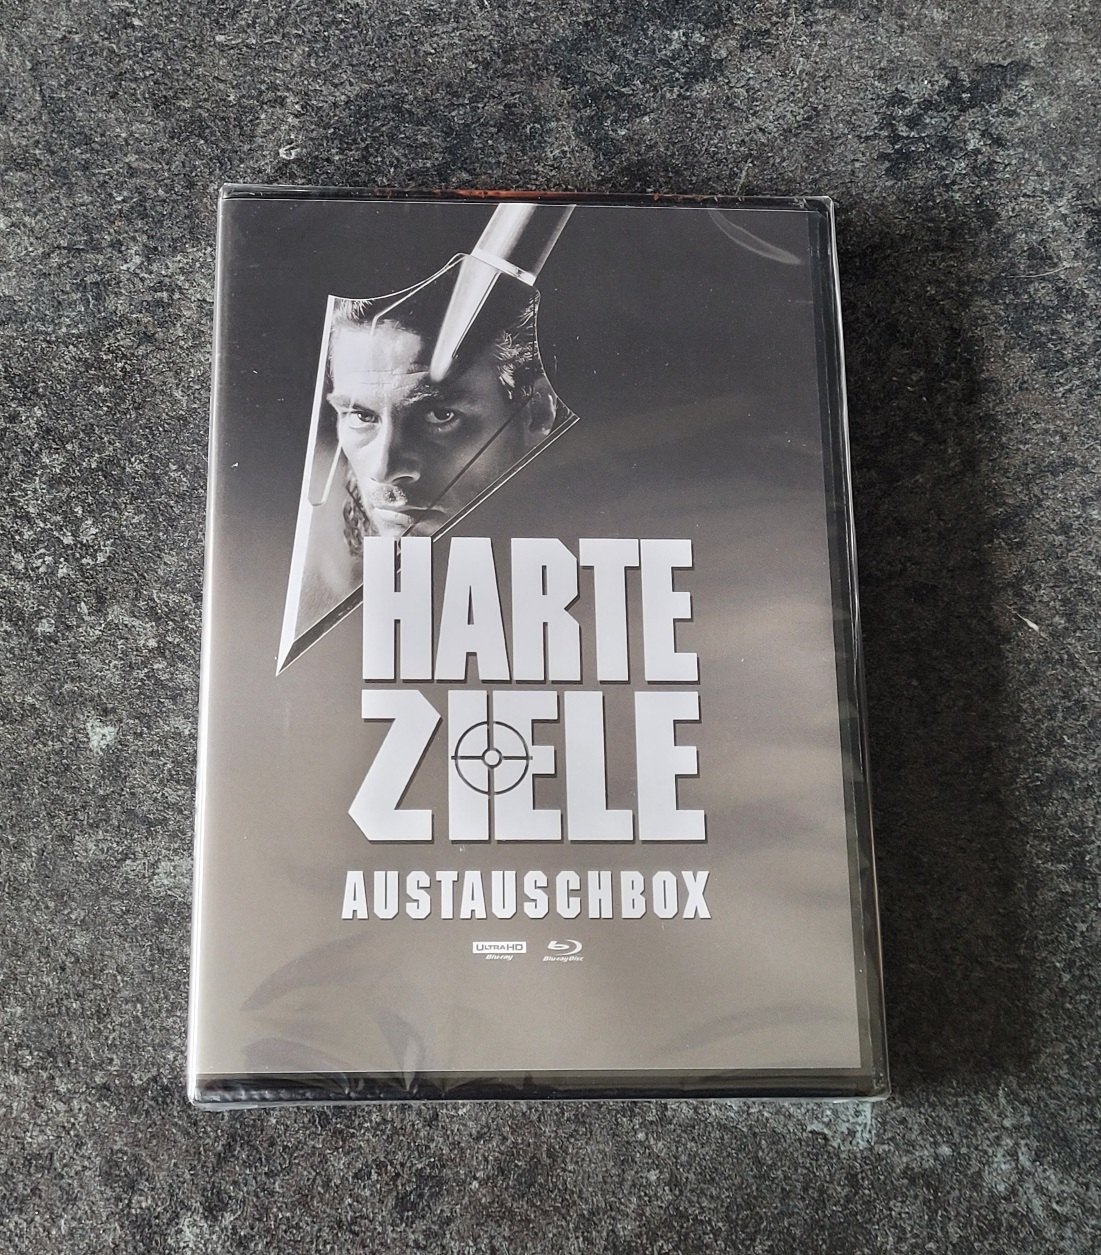 HARTE
ZIELE
AUSTAUSCHBOX
ULTRA HD Blu-ray
Blu-ray Disc